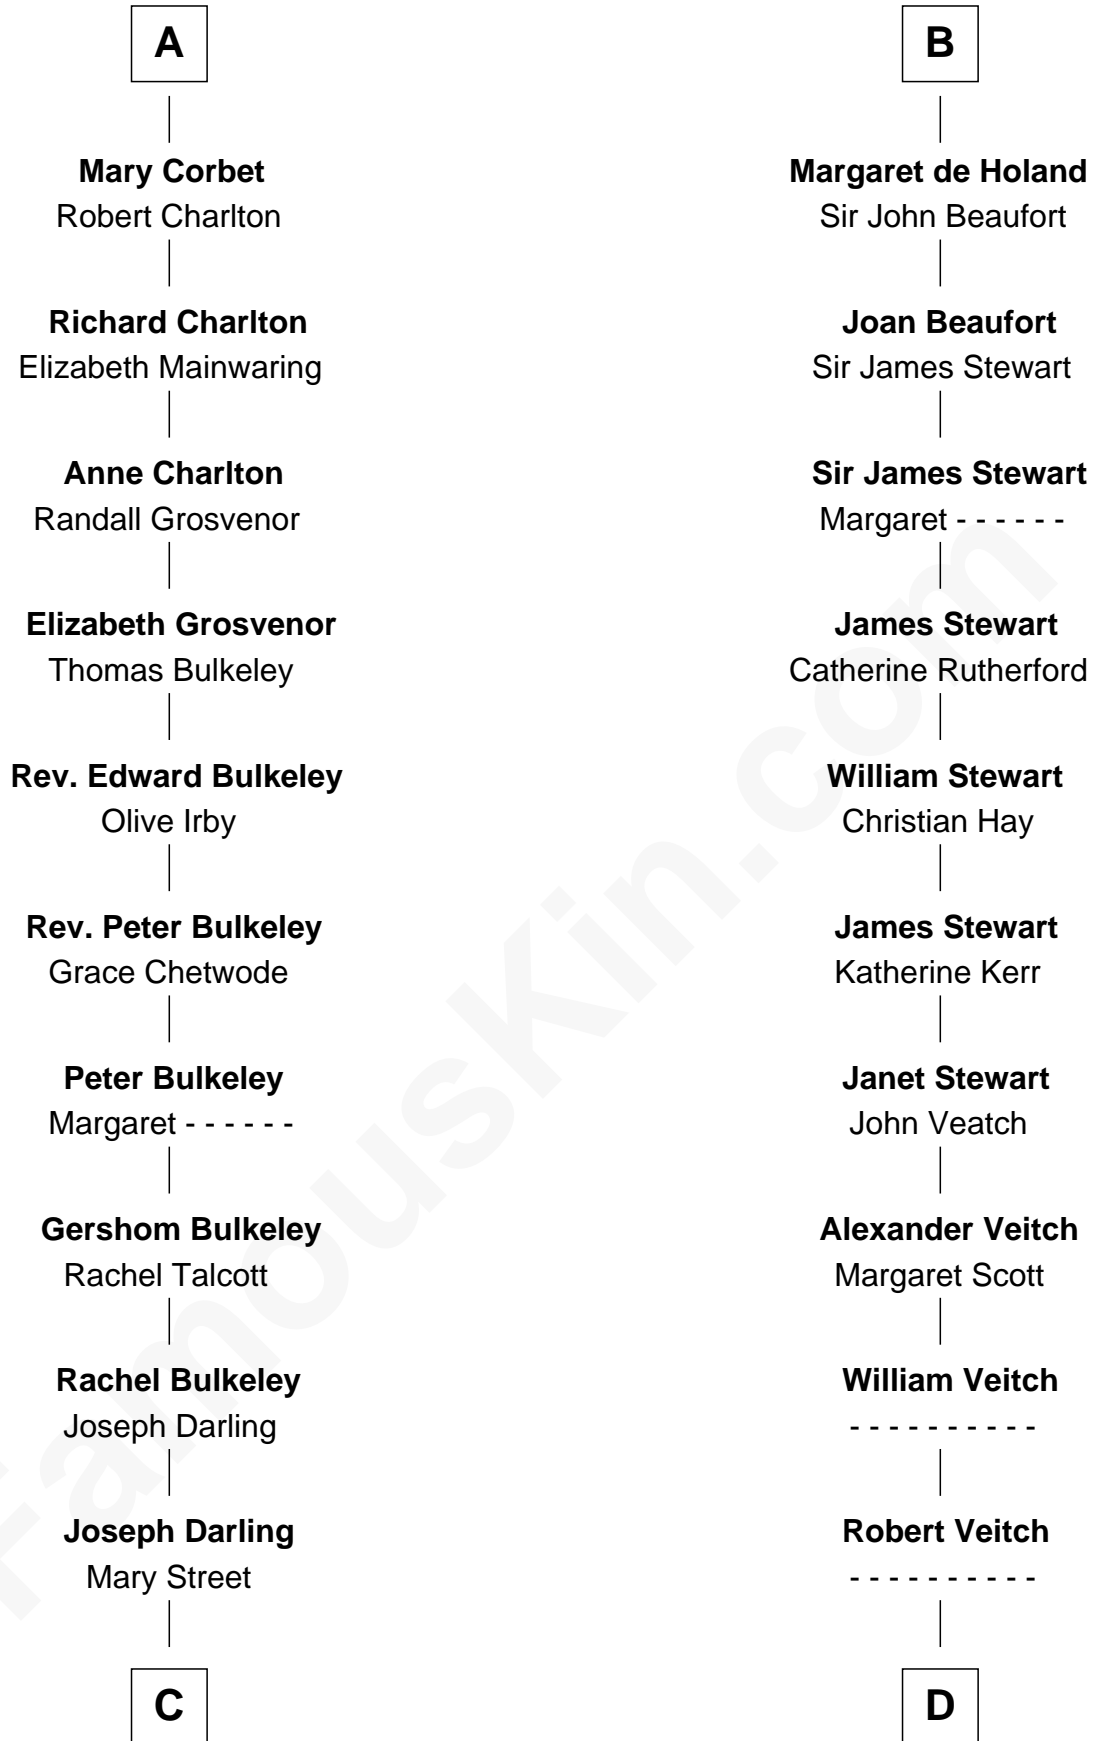 A
Mary Corbet
Robert Charlton
Richard Charlton
Elizabeth Mainwaring
Anne Charlton
Randall Grosvenor
Elizabeth Grosvenor
Thomas Bulkeley
Rev. Edward Bulkeley
Olive Irby
Rev. Peter Bulkeley
Grace Chetwode
Peter Bulkeley
Margaret - - - - - -
Gershom Bulkeley
Rachel Talcott
Rachel Bulkeley
Joseph Darling
Joseph Darling
Mary Street
C
B
Margaret de Holand
Sir John Beaufort
Joan Beaufort
Sir James Stewart
Sir James Stewart
Margaret - - - - - -
James Stewart
Catherine Rutherford
William Stewart
Christian Hay
James Stewart
Katherine Kerr
Janet Stewart
John Veatch
Alexander Veitch
Margaret Scott
William Veitch
- - - - - - - - - -
Robert Veitch
- - - - - - - - - -
D
FamousKin.com